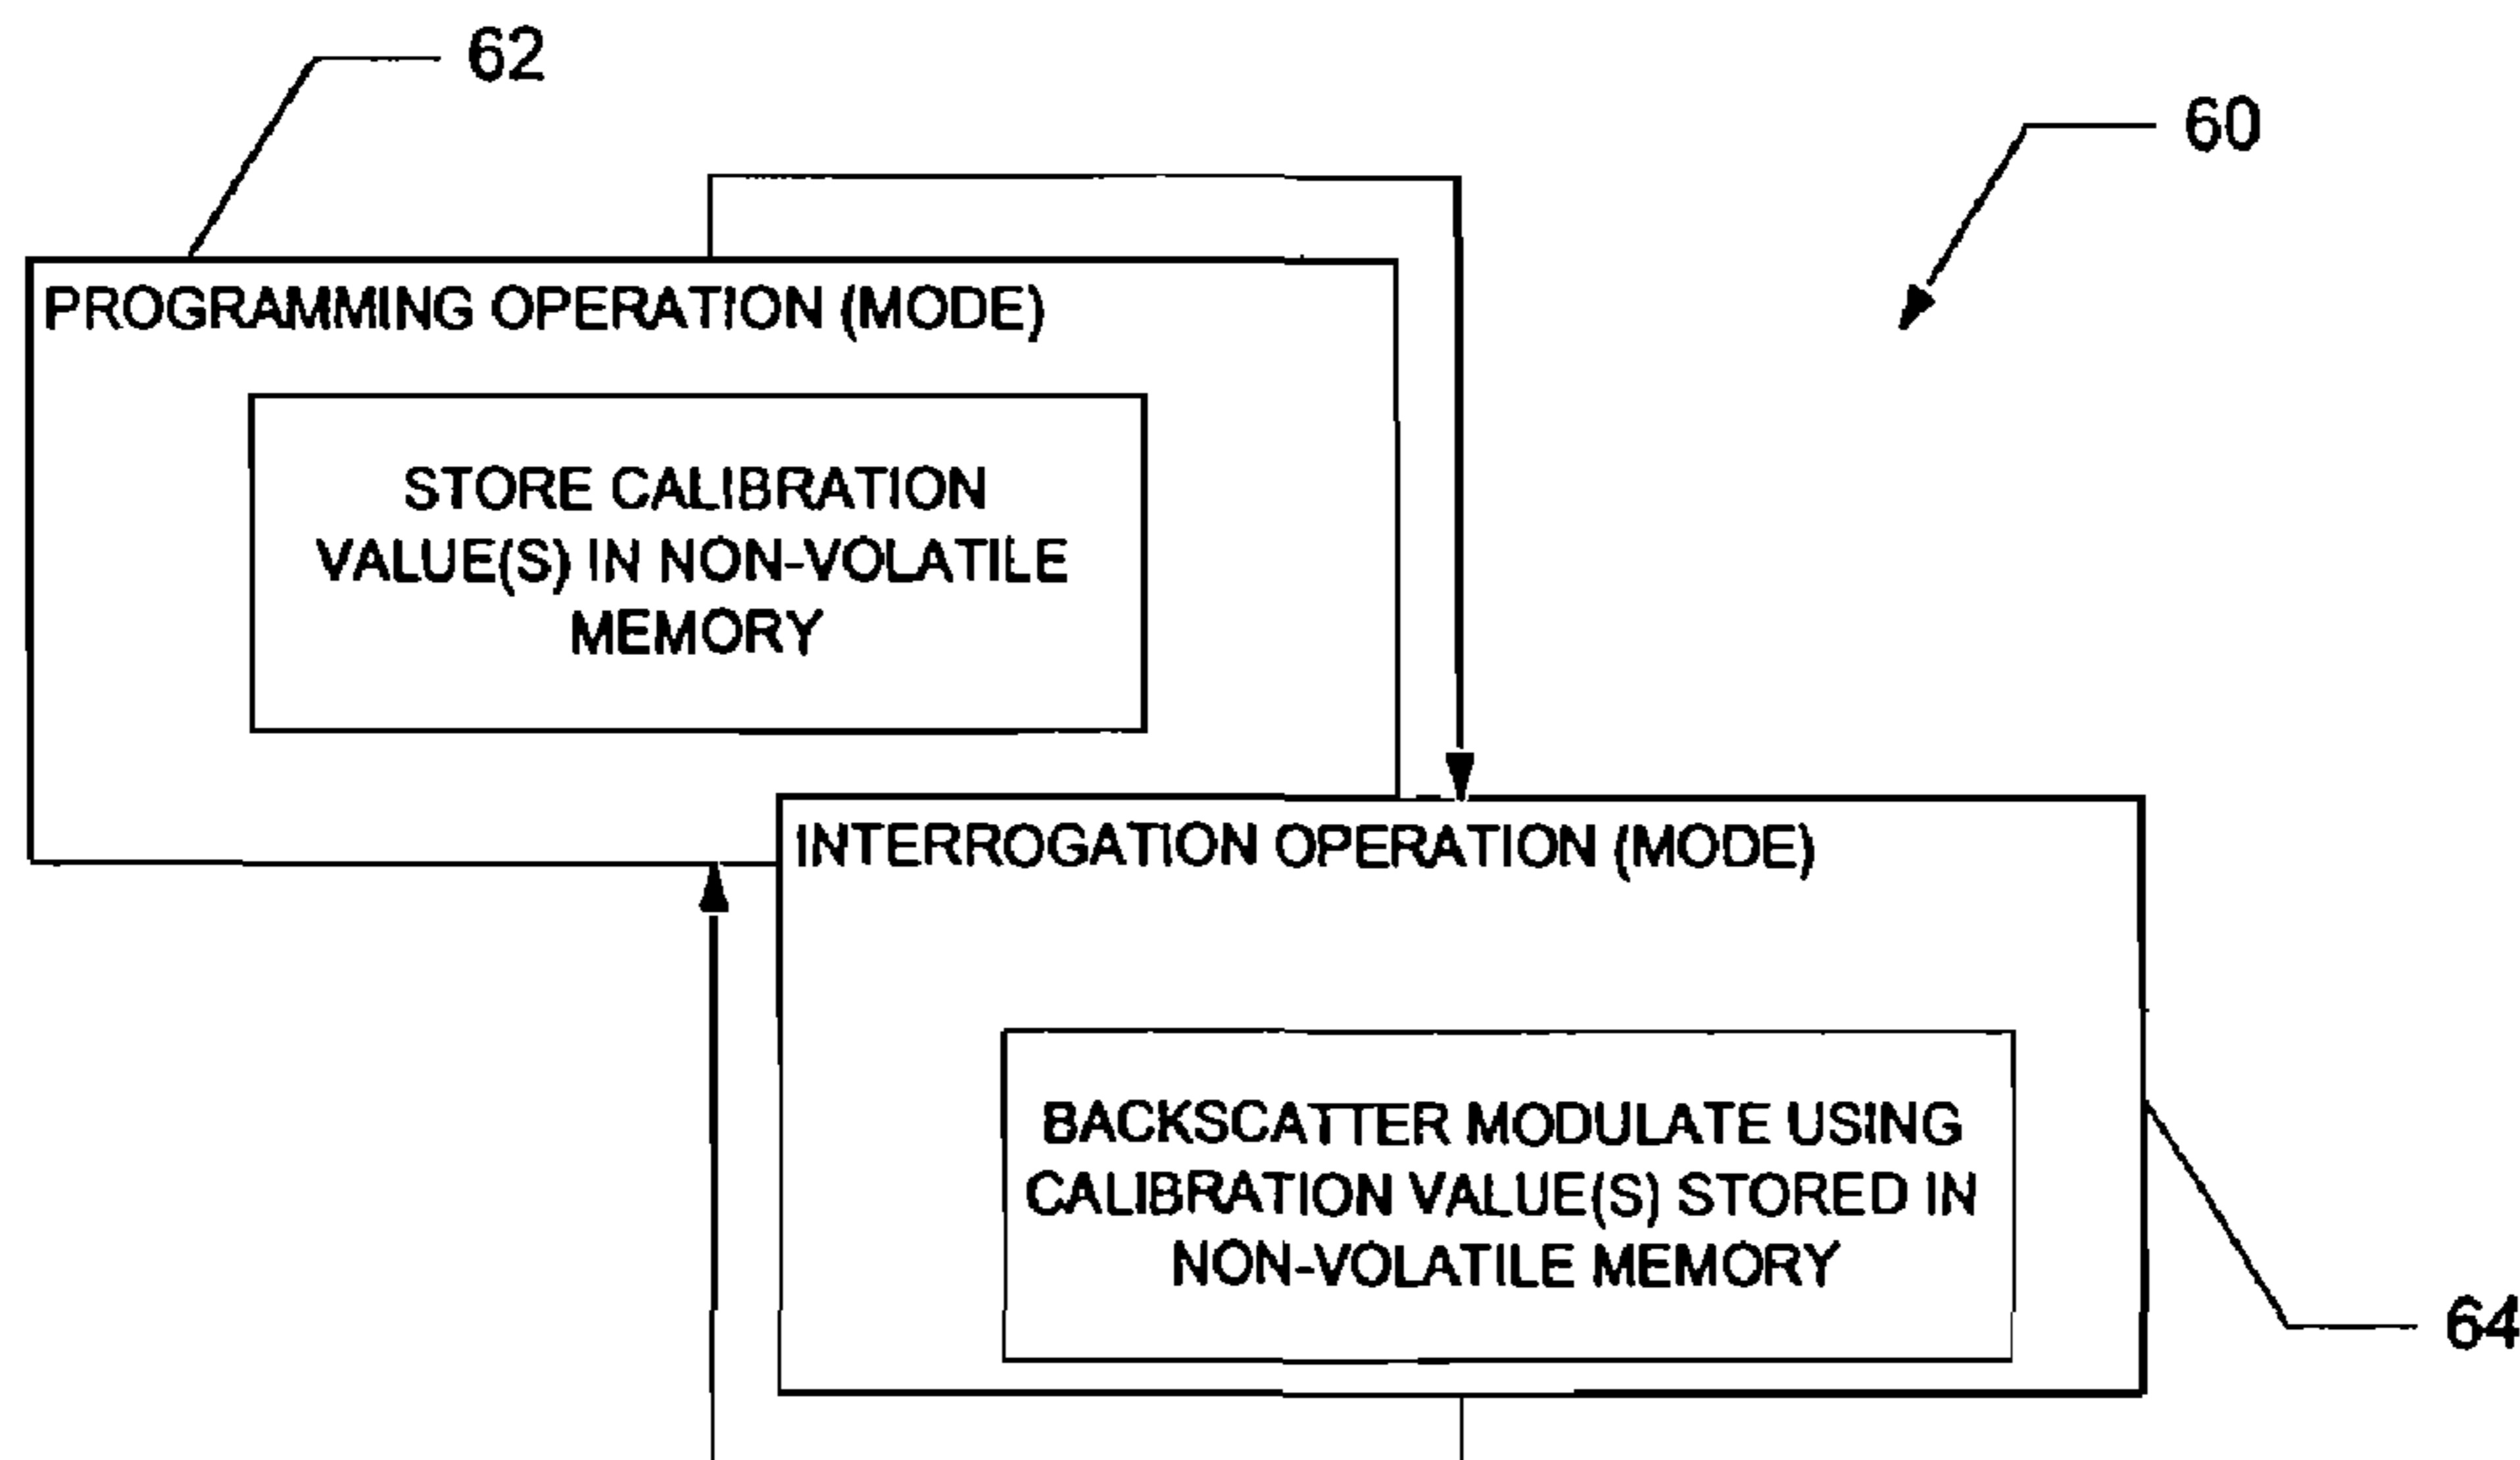 62
60
PROGRAMMING OPERATION (MODE)
STORE CALIBRATION
VALUE(S) IN NON-VOLATILE
MEMORY
INTERROGATION OPERATION (MODE)
BACKSCATTER MODULATE USING
CALIBRATION VALUE(S) STORED IN
NON-VOLATILE MEMORY
64